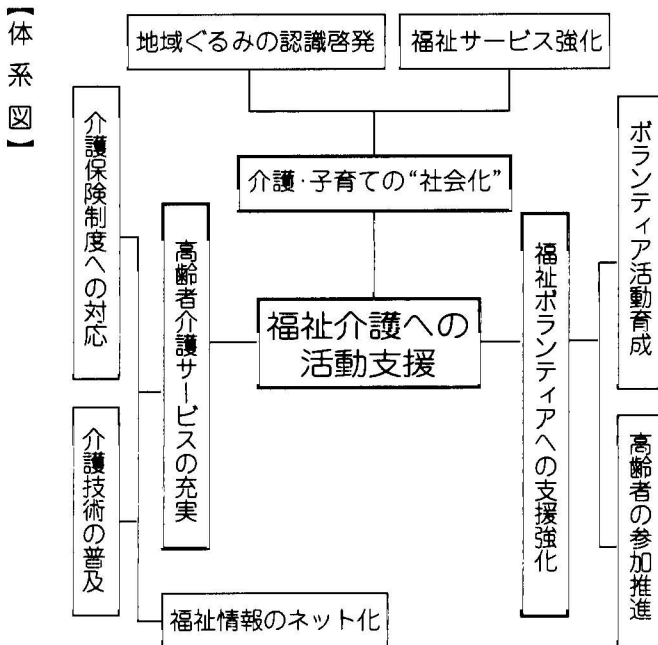 【体系図】
地域ぐるみの認識啓発
福祉サービス強化
介護・子育ての“社会化”
介護保険制度への対応
高齢者介護サービスの充実
福祉介護への
活動支援
福祉ボランティアへの支援強化
ボランティア活動育成
介護技術の普及
高齢者の参加推進
福祉情報のネット化